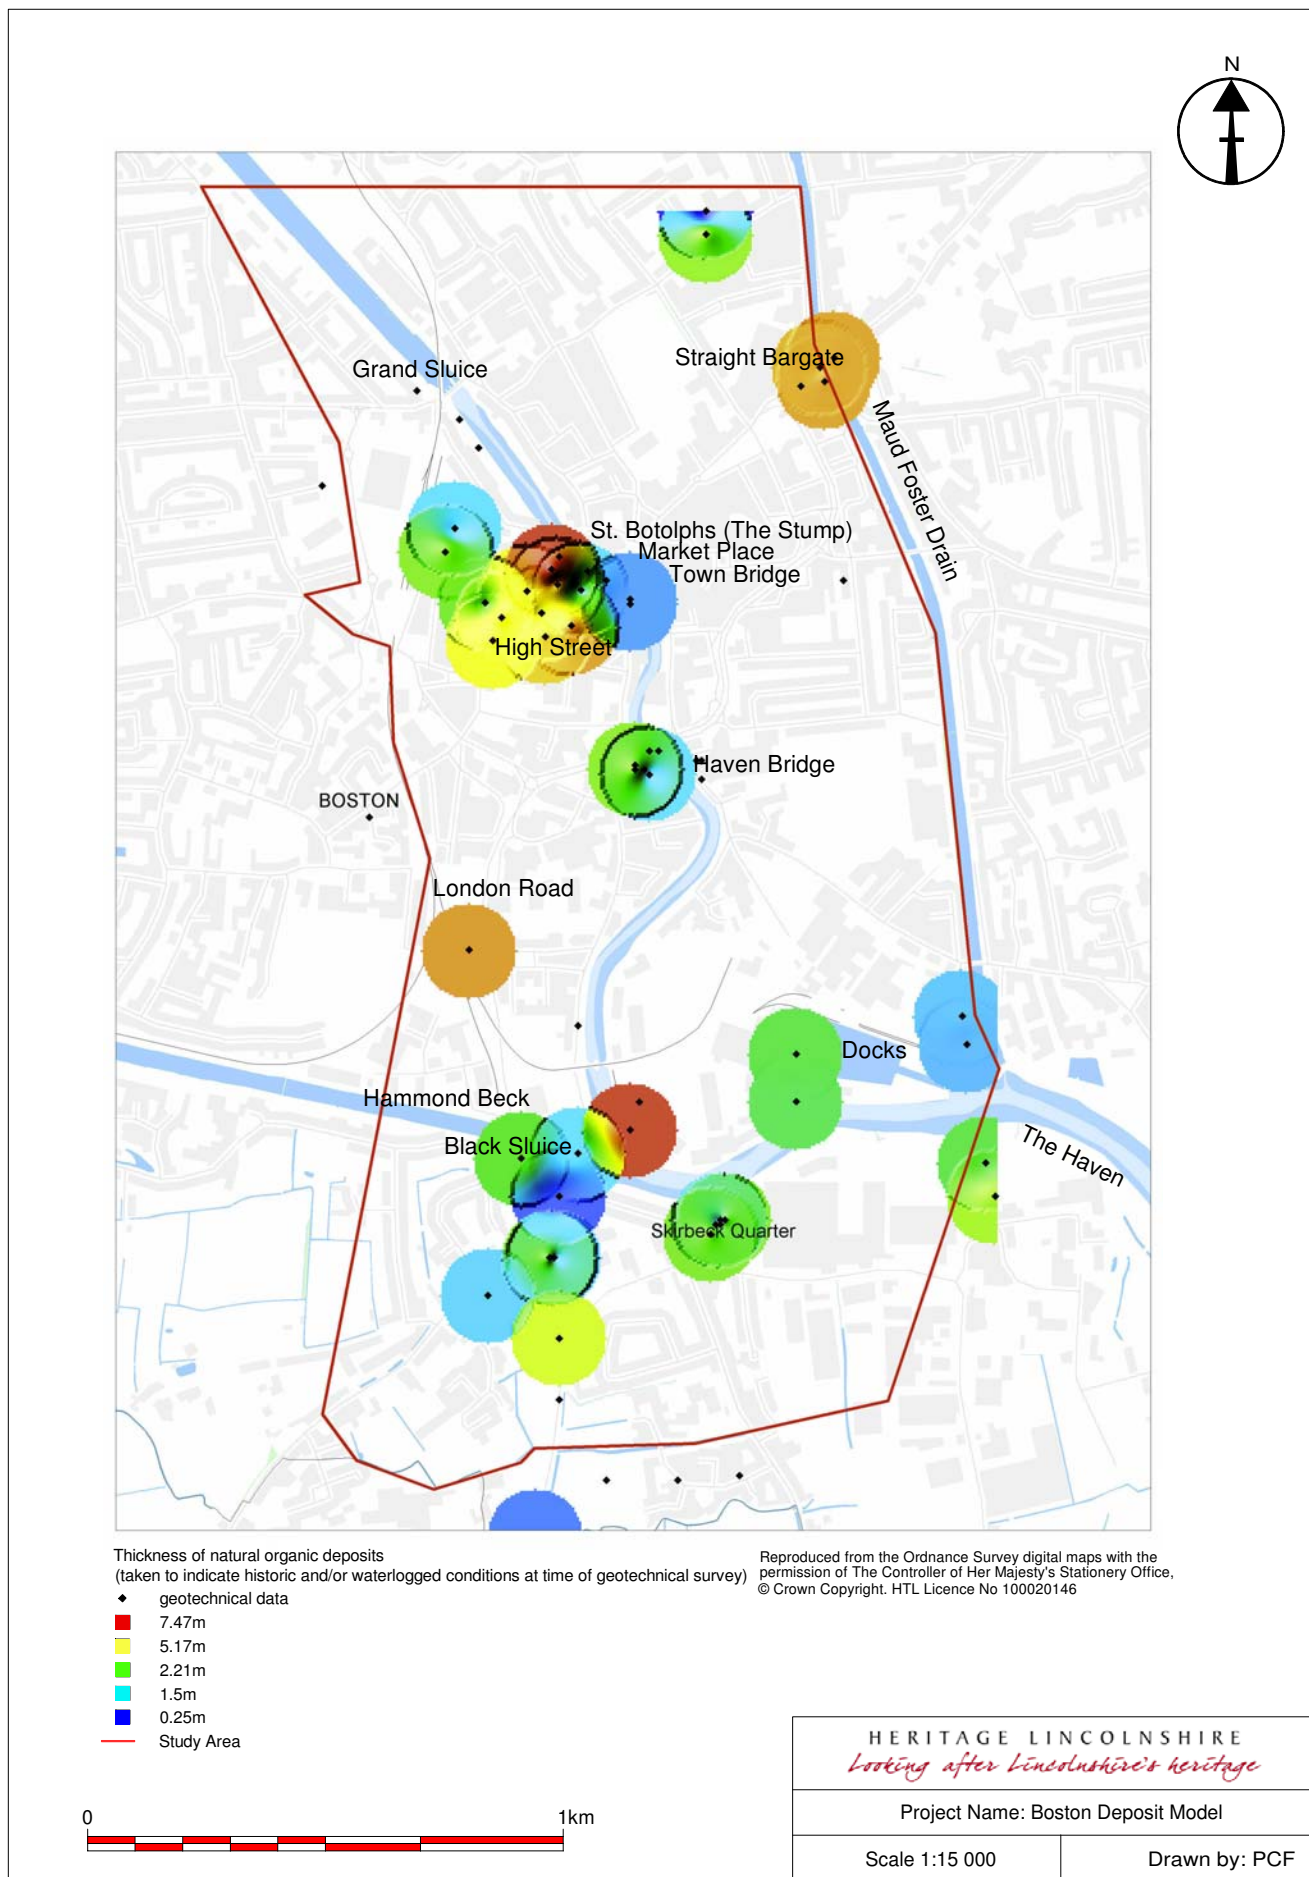 N
Grand Sluice
Straight Bargate
Maud Foster Drain
St. Botolphs (The Stump)
Market Place
Town Bridge
High Street
Haven Bridge
BOSTON
London Road
Docks
Hammond Beck
Black Sluice
The Haven
Skirbeck Quarter
Thickness of natural organic deposits
(taken to indicate historic and/or waterlogged conditions at time of geotechnical survey)
geotechnical data
7.47m
5.17m
2.21m
1.5m
0.25m
Study Area
Reproduced from the Ordnance Survey digital maps with the
permission of The Controller of Her Majesty's Stationery Office,
© Crown Copyright. HTL Licence No 100020146
0 1km
HERITAGE LINCOLNSHIRE
Looking after Lincolnshire's heritage
Project Name: Boston Deposit Model
Scale 1:15 000
Drawn by: PCF